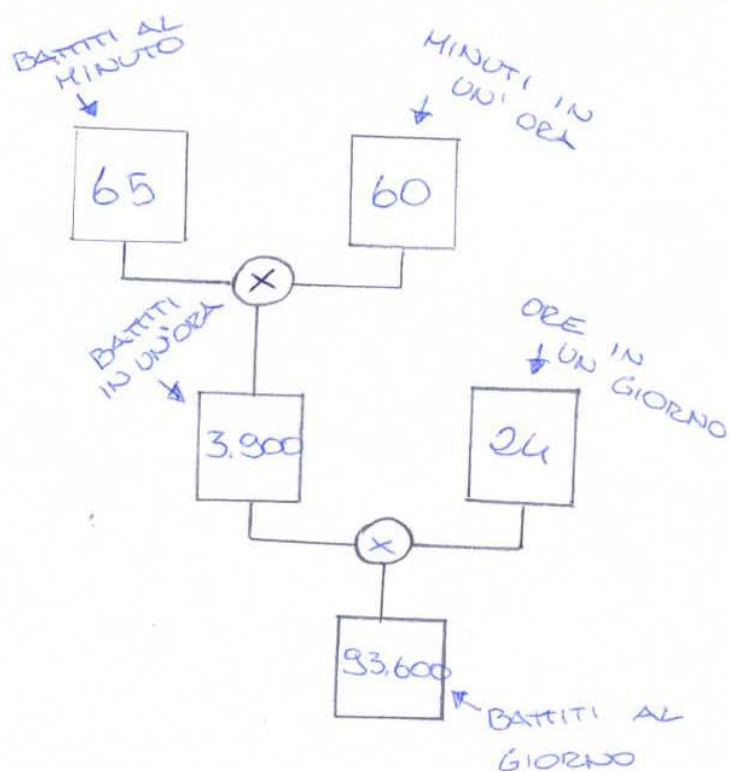 BATTITI AL
MINUTO
MINUTI IN
UN' ORA
65
60
×
BATTITI
IN UN'ORA
ORE IN
UN GIORNO
3.900
24
×
93.600
BATTITI AL
GIORNO